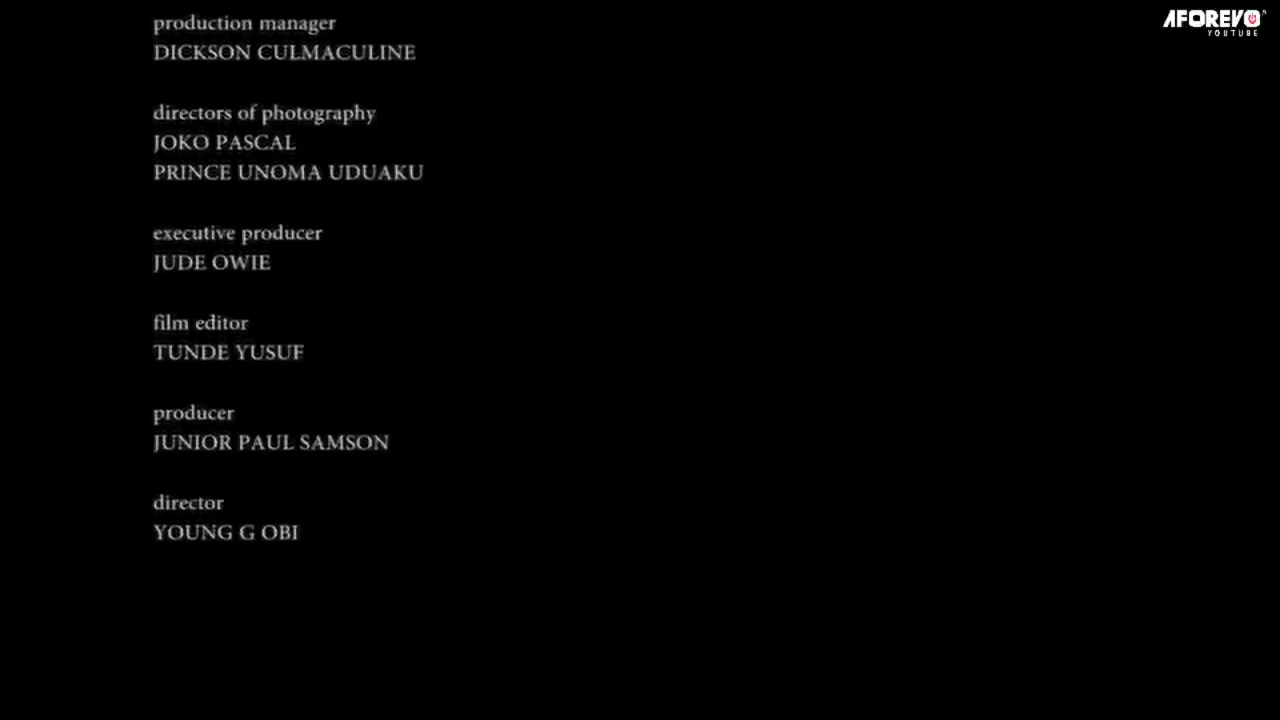 production manager
DICKSON CULMACULINE
directors of photography
JOKO PASCAL
PRINCE UNOMA UDUAKU
executive producer
JUDE OWIE
film editor
TUNDE YUSUF
producer
JUNIOR PAUL SAMSON
director
YOUNG G OBI
AFOREVO
YOUTUBE